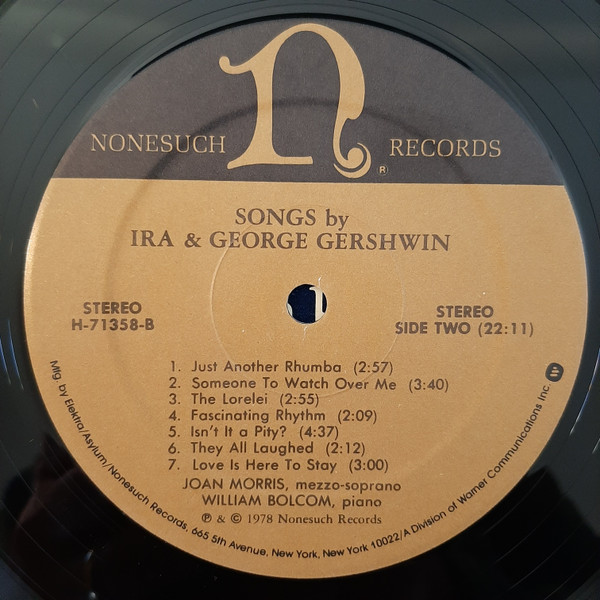 n
NONESUCH RECORDS
®
SONGS by
IRA & GEORGE GERSHWIN
STEREO
H-71358-B
STEREO
SIDE TWO (22:11)
1. Just Another Rhumba (2:57)
2. Someone To Watch Over Me (3:40)
3. The Lorelei (2:55)
4. Fascinating Rhythm (2:09)
5. Isn't It a Pity? (4:37)
6. They All Laughed (2:12)
7. Love Is Here To Stay (3:00)
JOAN MORRIS, mezzo-soprano
WILLIAM BOLCOM, piano
℗ & © 1978 Nonesuch Records
Mfg. by Elektra/Asylum/Nonesuch Records, 665 5th Avenue, New York, New York 10022/A Division of Warner Communications Inc.